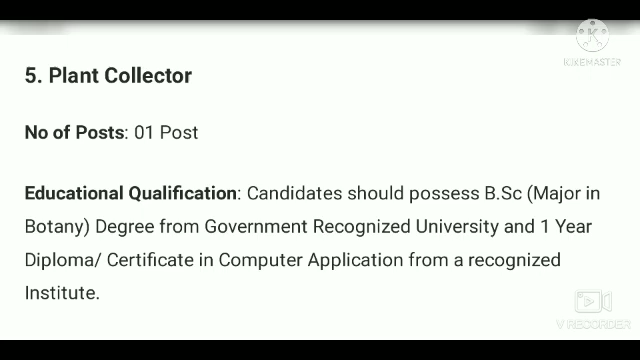 KINEMASTER
5. Plant Collector
No of Posts: 01 Post
Educational Qualification: Candidates should possess B.Sc (Major in
Botany) Degree from Government Recognized University and 1 Year
Diploma/ Certificate in Computer Application from a recognized
Institute.
V RECORDER